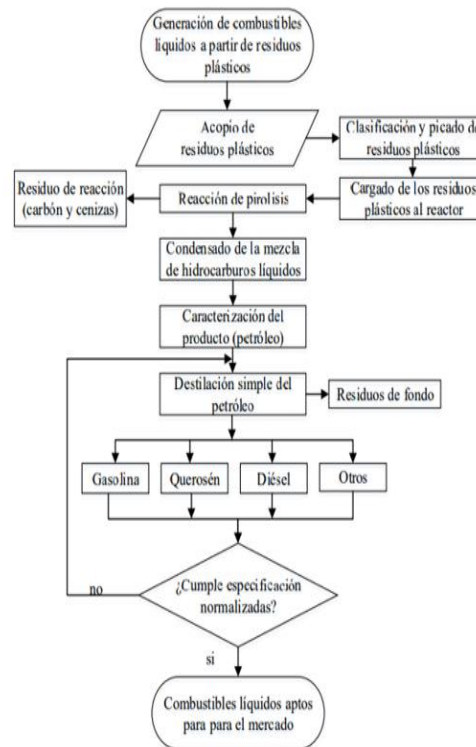 Generación de combustibles
líquidos a partir de residuos
plásticos
Acopio de
residuos plásticos
Clasificación y picado de
residuos plásticos
Residuo de reacción
(carbón y cenizas)
Reacción de pirolisis
Cargado de los residuos
plásticos al reactor
Condensado de la mezcla
de hidrocarburos líquidos
Caracterización del
producto (petróleo)
Destilación simple del
petróleo
Residuos de fondo
Gasolina
Querosén
Diésel
Otros
¿Cumple especificación
normalizadas?
no
si
Combustibles líquidos aptos
para para el mercado